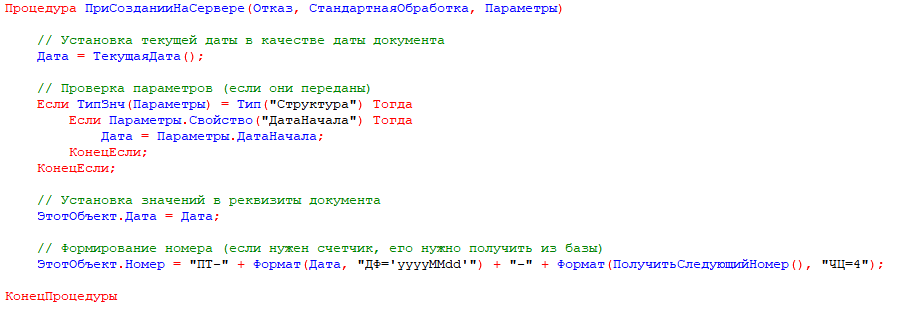 Процедура ПриСозданииНаСервере(Отказ, СтандартнаяОбработка, Параметры)
// Установка текущей даты в качестве даты документа
Дата = ТекущаяДата();
// Проверка параметров (если они переданы)
Если ТипЗнч(Параметры) = Тип("Структура") Тогда
Если Параметры.Свойство("ДатаНачала") Тогда
Дата = Параметры.ДатаНачала;
КонецЕсли;
КонецЕсли;
// Установка значений в реквизиты документа
ЭтотОбъект.Дата = Дата;
// Формирование номера (если нужен счетчик, его нужно получить из базы)
ЭтотОбъект.Номер = "ПТ-" + Формат(Дата, "ДФ='yyyyMMdd'") + "-" + Формат(ПолучитьСледующийНомер(), "ЧЦ=4");
КонецПроцедуры